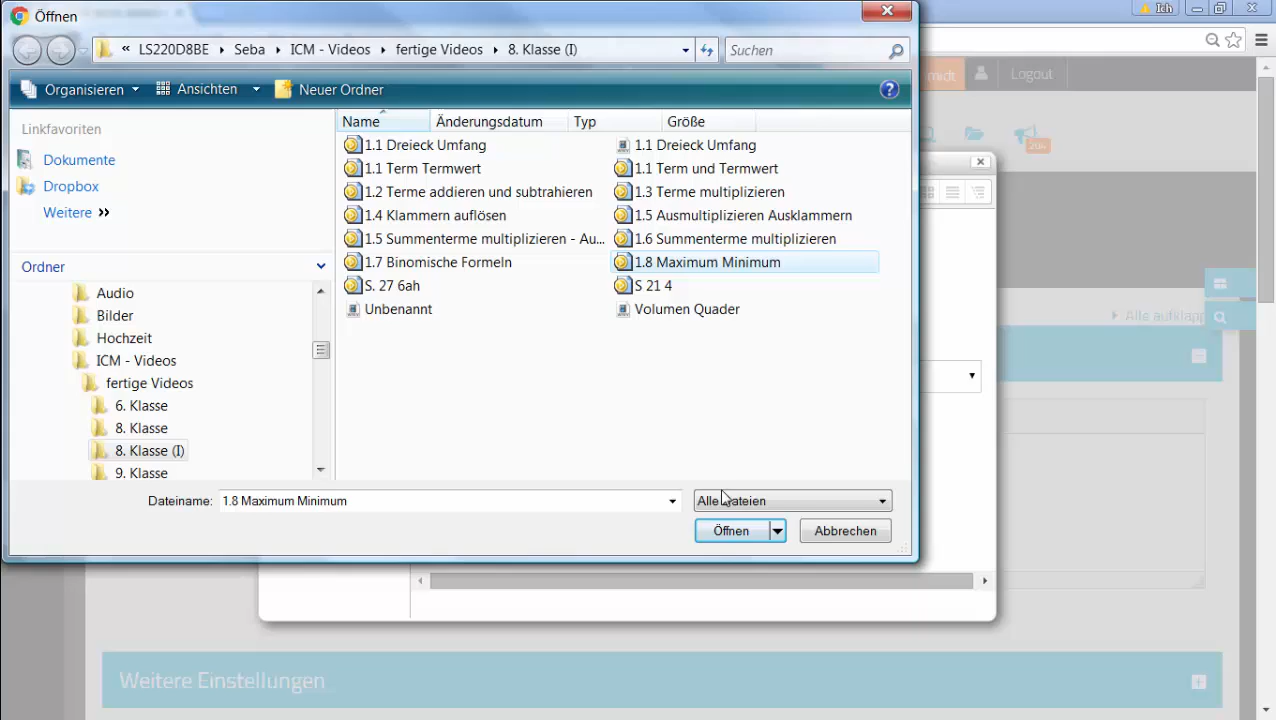 Öffnen
Ich
« LS220D8BE Seba ICM - Videos fertige Videos 8. Klasse (I)
Suchen
Organisieren Ansichten Neuer Ordner
Logout
Linkfavoriten
Dokumente
Dropbox
Weitere »
Ordner
Audio
Bilder
Hochzeit
ICM - Videos
fertige Videos
6. Klasse
8. Klasse
8. Klasse (I)
9. Klasse
Name Änderungsdatum Typ Größe
1.1 Dreieck Umfang 1.1 Dreieck Umfang
1.1 Term Termwert 1.1 Term und Termwert
1.2 Terme addieren und subtrahieren 1.3 Terme multiplizieren
1.4 Klammern auflösen 1.5 Ausmultiplizieren Ausklammern
1.5 Summenterme multiplizieren - Au... 1.6 Summenterme multiplizieren
1.7 Binomische Formeln 1.8 Maximum Minimum
S. 27 6ah S 21 4
Unbenannt Volumen Quader
204
Alle aufklapp
Dateiname: 1.8 Maximum Minimum Alle Dateien
Öffnen Abbrechen
Weitere Einstellungen